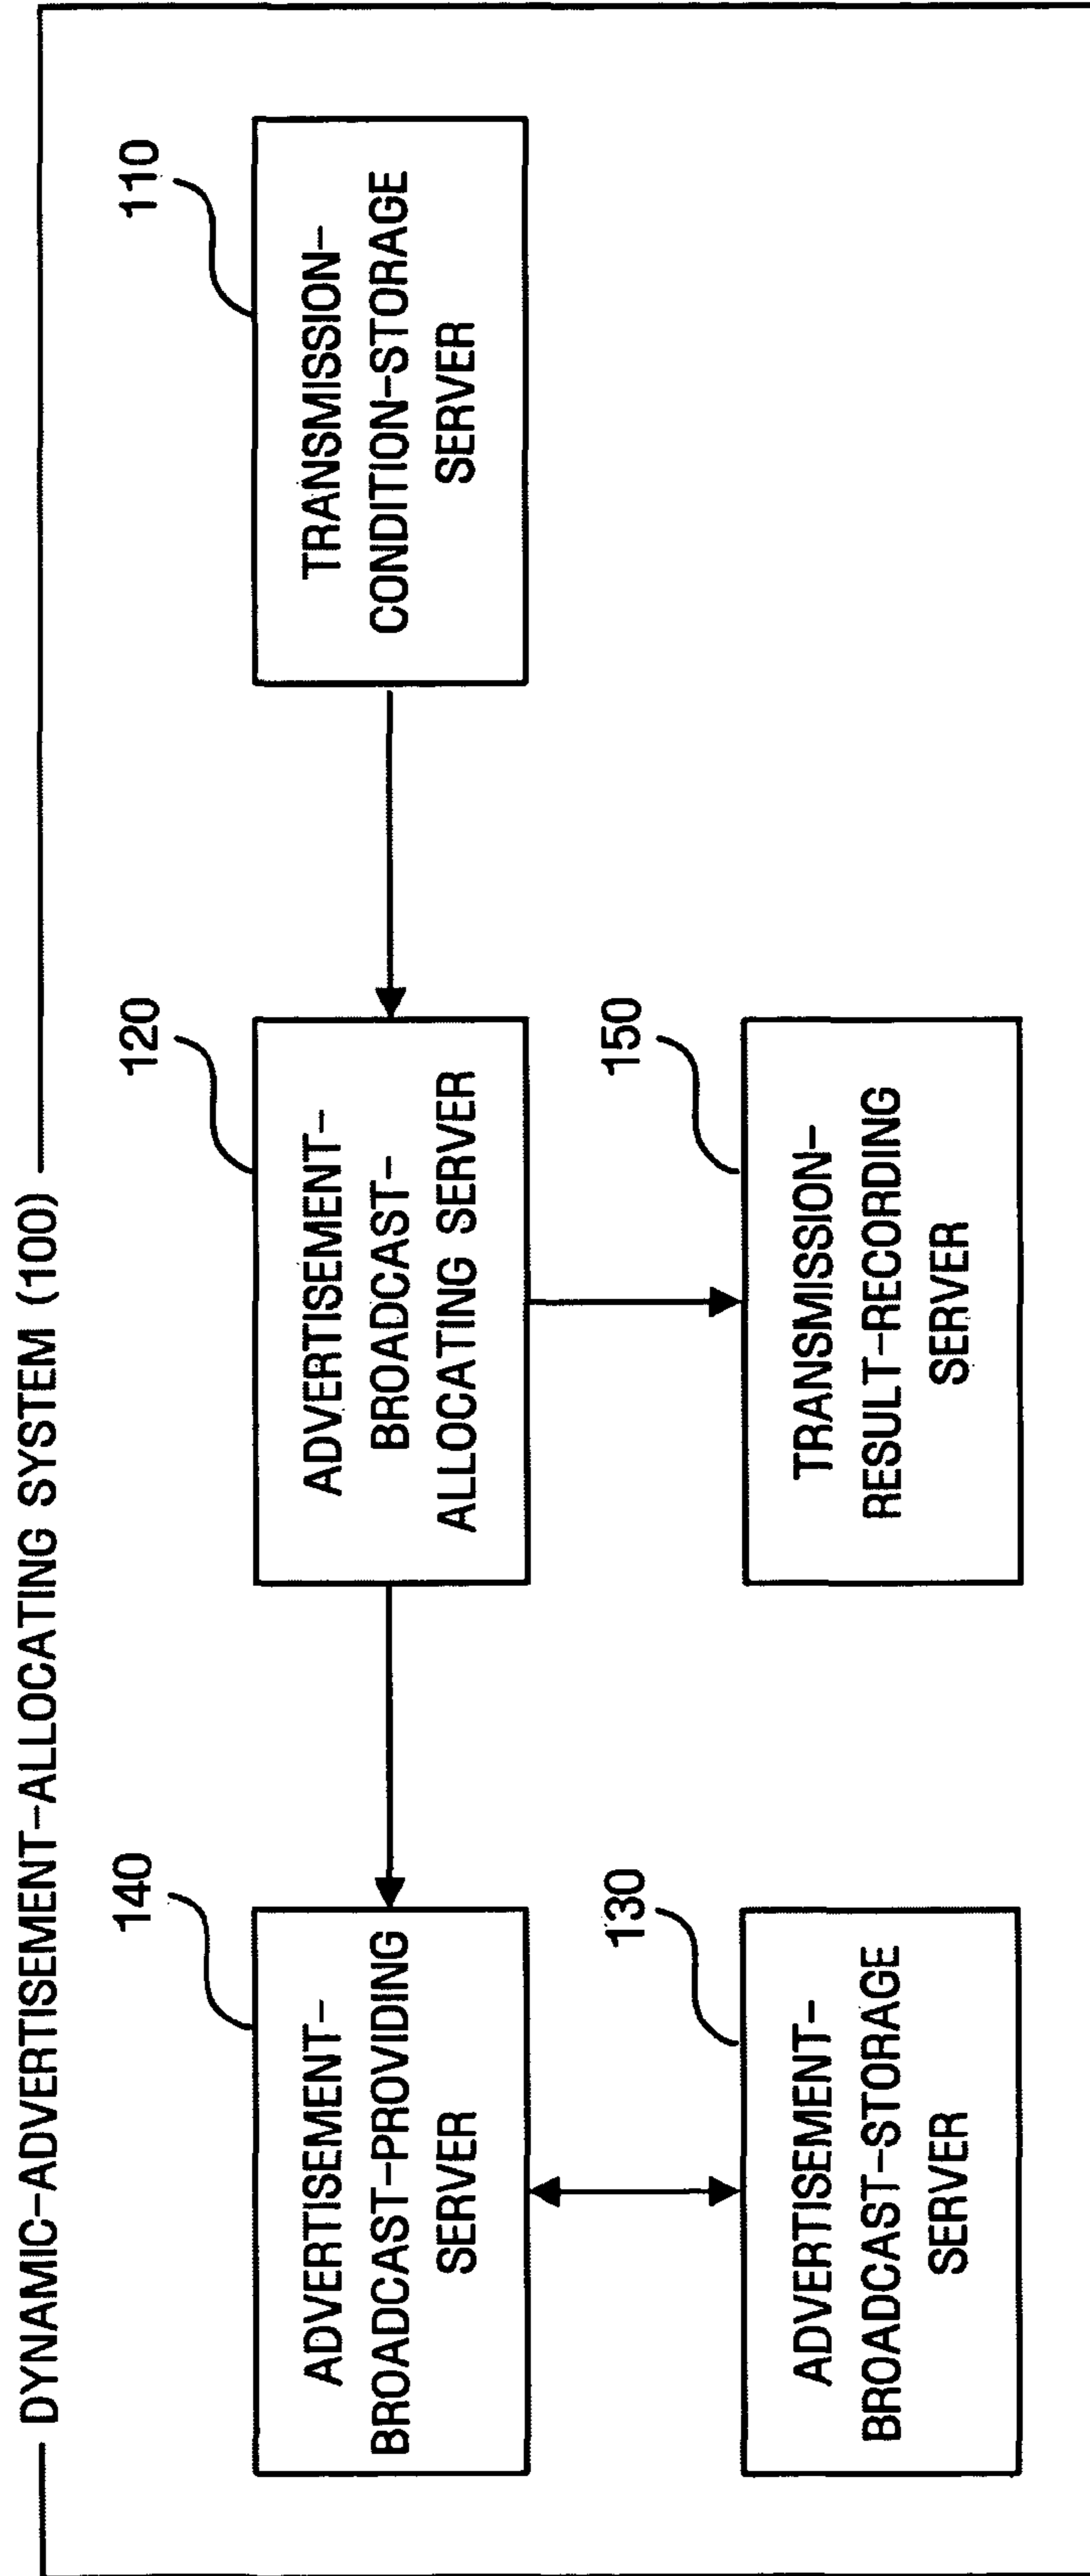 DYNAMIC-ADVERTISEMENT-ALLOCATING SYSTEM (100)
140
ADVERTISEMENT-
BROADCAST-PROVIDING
SERVER
120
ADVERTISEMENT-
BROADCAST-
ALLOCATING SERVER
110
TRANSMISSION-
CONDITION-STORAGE
SERVER
130
ADVERTISEMENT-
BROADCAST-STORAGE
SERVER
150
TRANSMISSION-
RESULT-RECORDING
SERVER